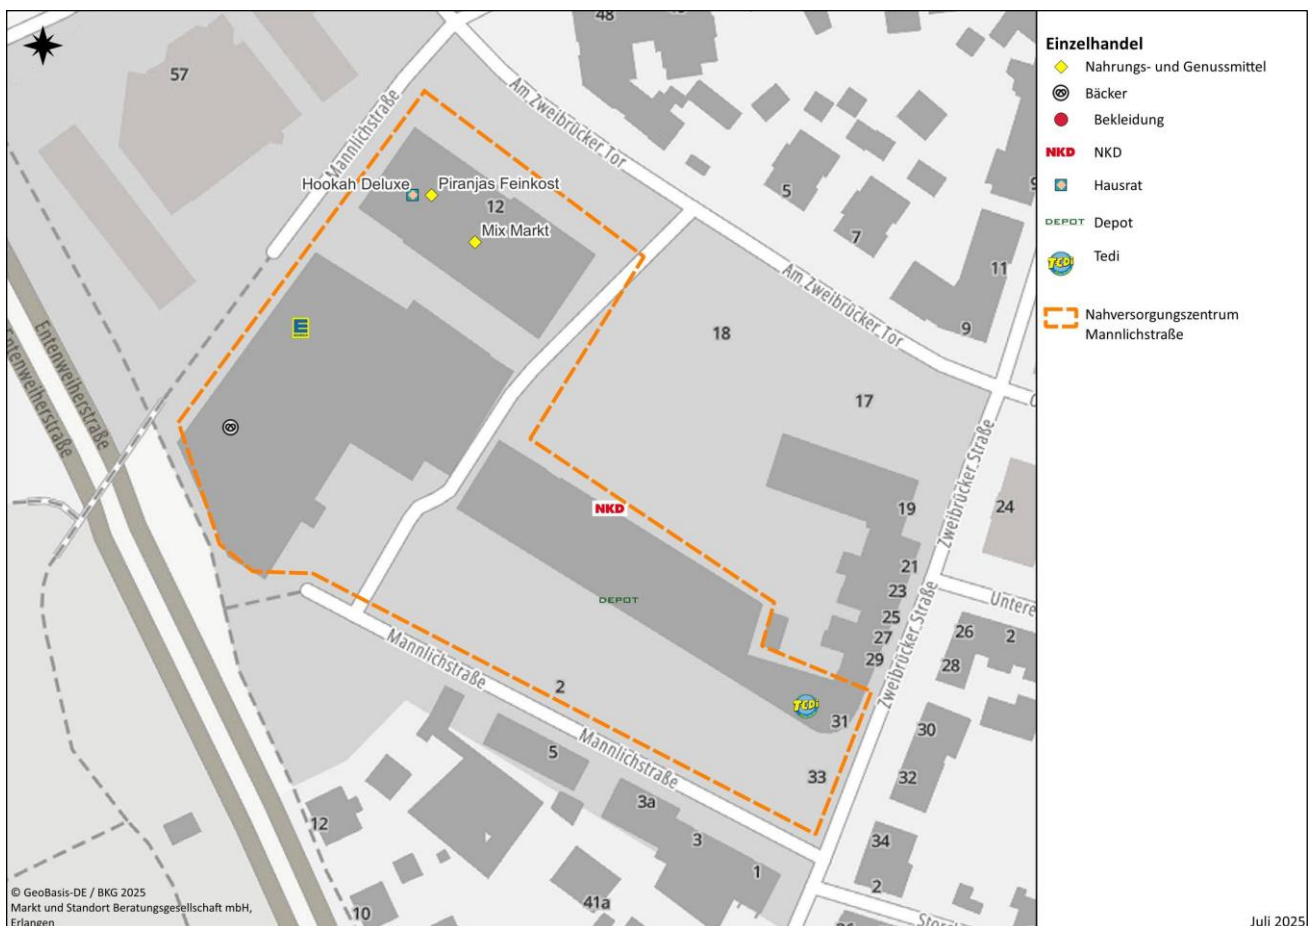 48
57
Mannlichstraße
Am Zweibrücker Tor
Hookah Deluxe
Piranjas Feinkost
12
Mix Markt
5
7
11
9
Am Zweibrücker Tor
18
17
E
Entenweiherstraße
Entenweiherstraße
NKD
19
24
Zweibrücker Straße
21
23
25
27
29
Untere
26
2
28
DEPOT
Zweibrücker Straße
Mannlichstraße
2
TEDi
31
30
5
Mannlichstraße
33
32
3a
12
3
34
1
2
41a
10
© GeoBasis-DE / BKG 2025
Markt und Standort Beratungsgesellschaft mbH,
Erlangen
Einzelhandel
Nahrungs- und Genussmittel
Bäcker
Bekleidung
NKD NKD
Hausrat
DEPOT Depot
TEDi Tedi
Nahversorgungszentrum
Mannlichstraße
Juli 2025